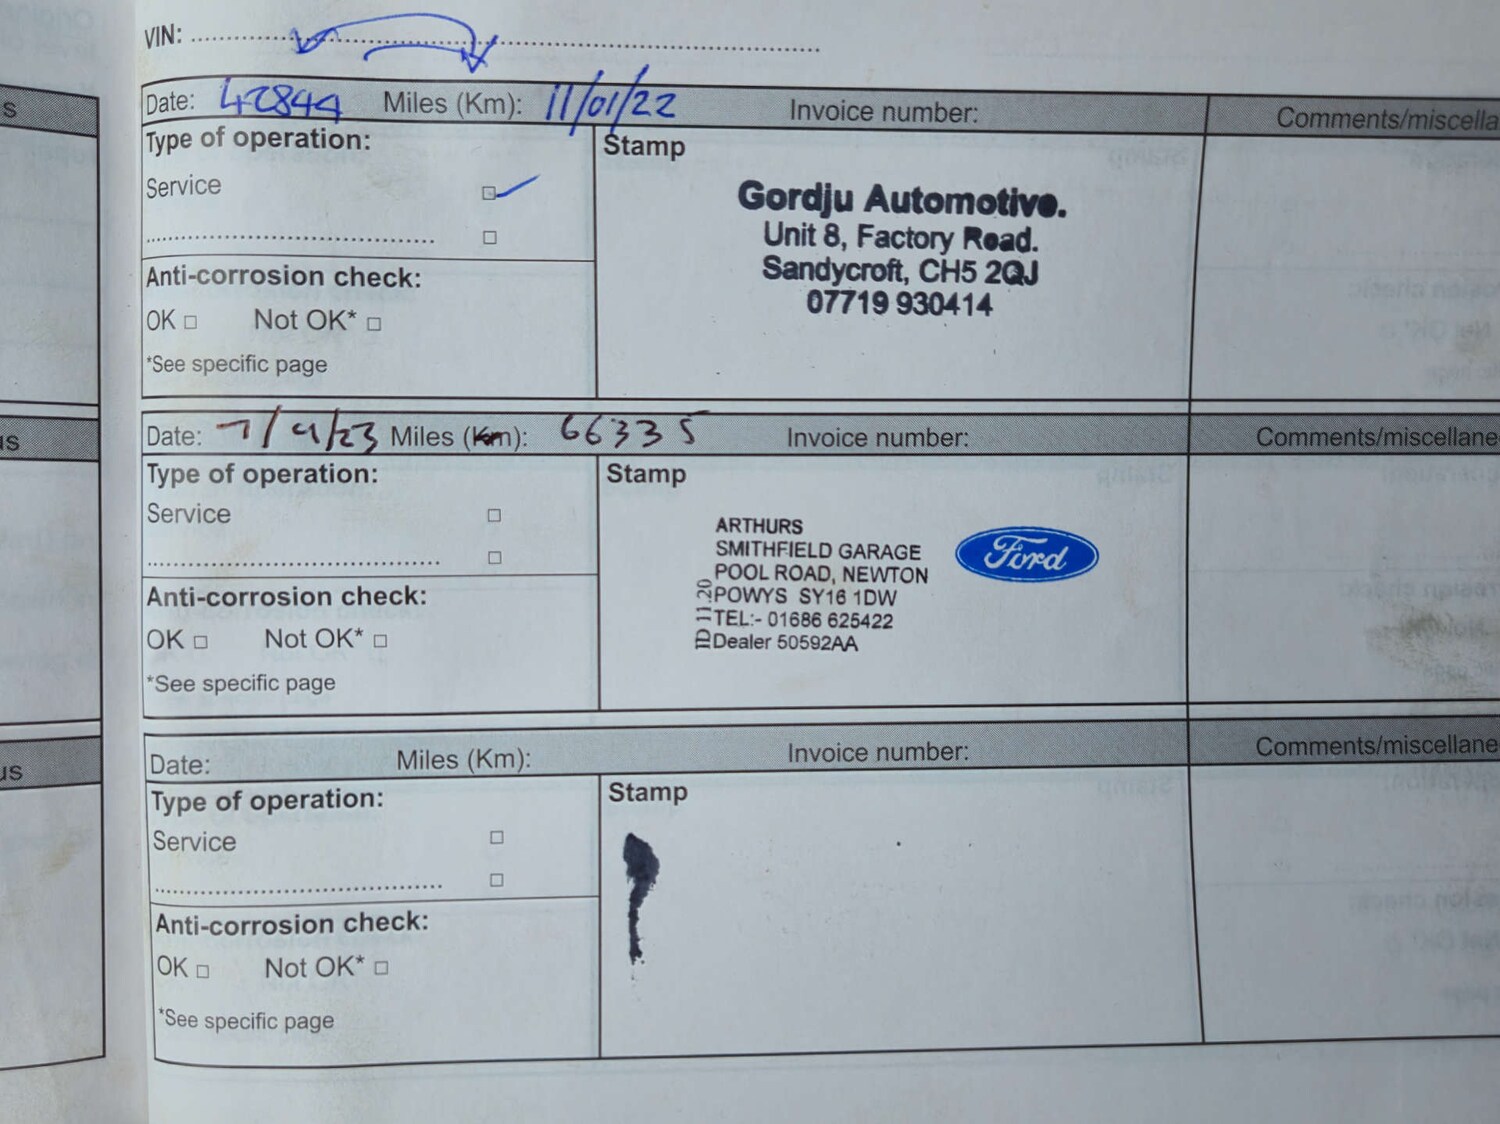 VIN:
Date: 42844 Miles (Km): 11/01/22 Invoice number: Comments/miscella
Type of operation: Stamp
Service
Gordju Automotive.
Unit 8, Factory Road.
Sandycroft, CH5 2QJ
07719 930414
Anti-corrosion check:
OK Not OK*
*See specific page
Date: Miles (Km): 66335 Invoice number: Comments/miscellane
Type of operation: Stamp
Service
ARTHURS
SMITHFIELD GARAGE
POOL ROAD, NEWTON
POWYS SY16 1DW
TEL:- 01686 625422
Dealer 50592AA
Ford
Anti-corrosion check:
OK Not OK*
*See specific page
Date: Miles (Km): Invoice number: Comments/miscellane
Type of operation: Stamp
Service
Anti-corrosion check:
OK Not OK*
*See specific page